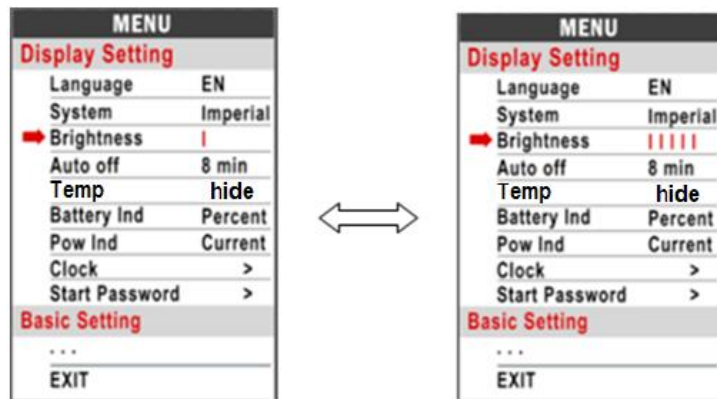 MENU
Display Setting
Language EN
System Imperial
Brightness I
Auto off 8 min
Temp hide
Battery Ind Percent
Pow Ind Current
Clock >
Start Password >
Basic Setting
...
EXIT
MENU
Display Setting
Language EN
System Imperial
Brightness IIIII
Auto off 8 min
Temp hide
Battery Ind Percent
Pow Ind Current
Clock >
Start Password >
Basic Setting
...
EXIT